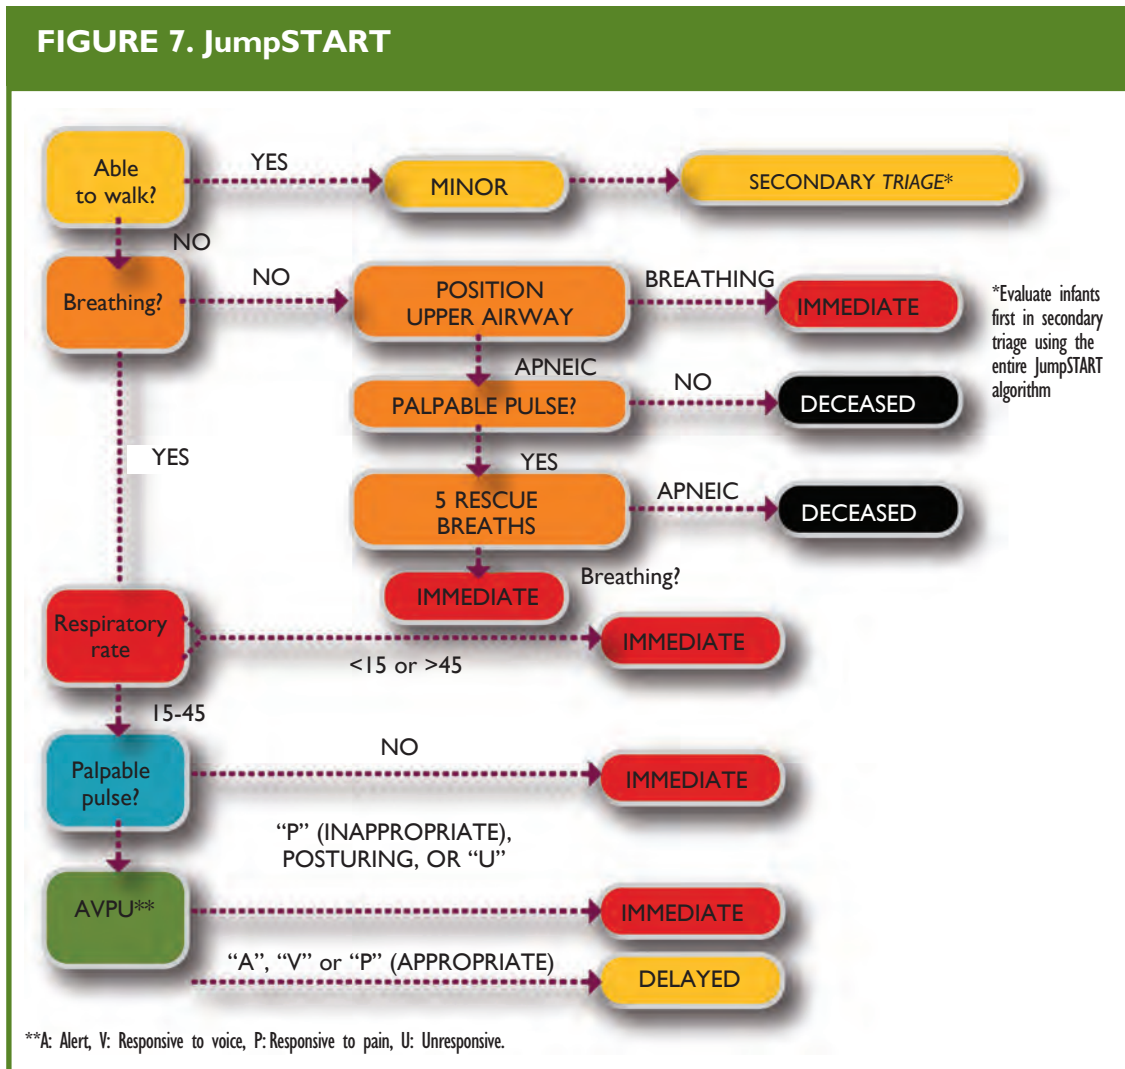 FIGURE 7. JumpSTART
Able
to walk?
YES
MINOR
SECONDARY TRIAGE*
NO
Breathing?
NO
POSITION
UPPER AIRWAY
BREATHING
IMMEDIATE
*Evaluate infants
first in secondary
triage using the
entire JumpSTART
algorithm
APNEIC
PALPABLE PULSE?
NO
DECEASED
YES
YES
5 RESCUE
BREATHS
APNEIC
DECEASED
Breathing?
IMMEDIATE
Respiratory
rate
<15 or >45
IMMEDIATE
15-45
Palpable
pulse?
NO
IMMEDIATE
“P” (INAPPROPRIATE),
POSTURING, OR “U”
AVPU**
IMMEDIATE
“A”, “V” or “P” (APPROPRIATE)
DELAYED
**A: Alert, V: Responsive to voice, P: Responsive to pain, U: Unresponsive.